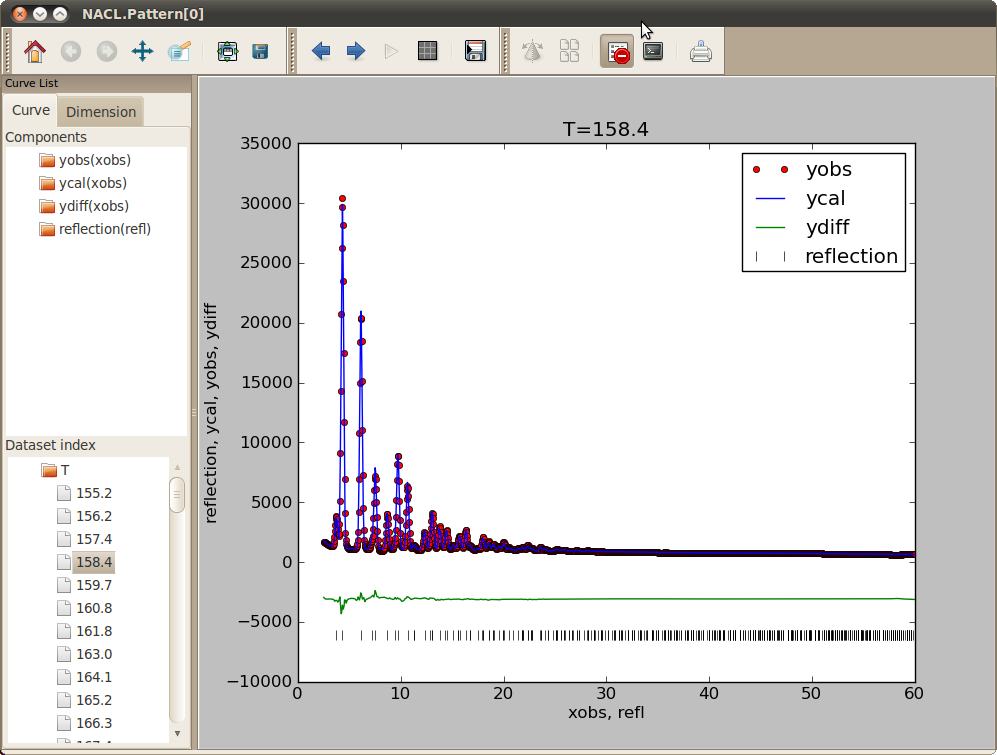 NACL.Pattern[0]
Curve List
Curve
Dimension
Components
yobs(xobs)
ycal(xobs)
ydiff(xobs)
reflection(refl)
Dataset index
T
155.2
156.2
157.4
158.4
159.7
160.8
161.8
163.0
164.1
165.2
166.3
T=158.4
35000
30000
25000
20000
15000
10000
5000
0
−5000
−10000
reflection, ycal, yobs, ydiff
yobs
ycal
ydiff
reflection
0
10
20
30
40
50
60
xobs, refl